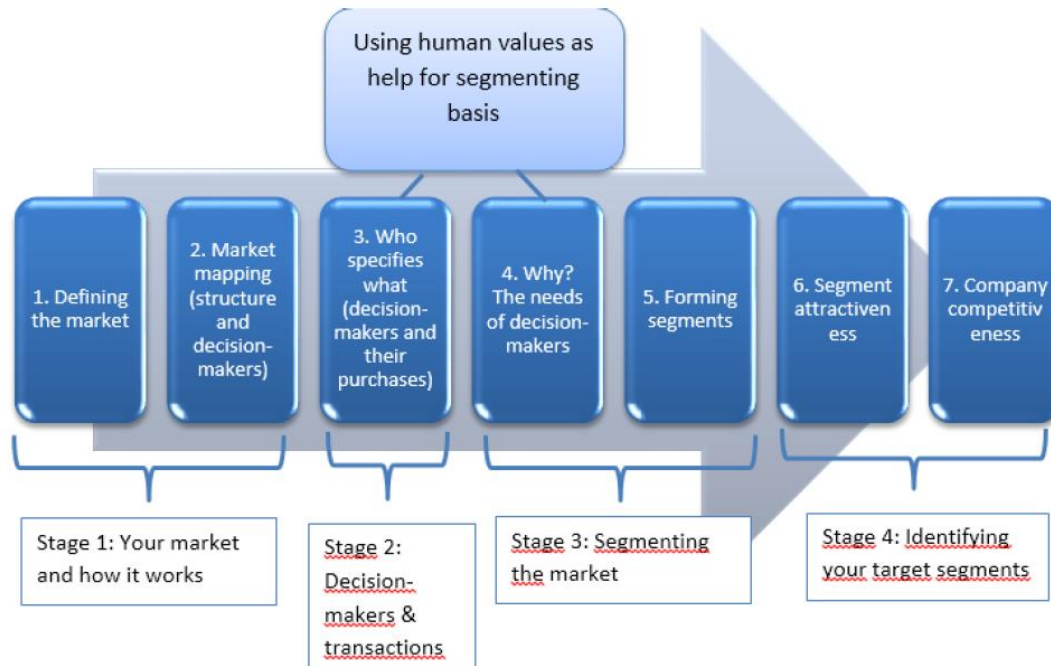 Using human values as
help for segmenting
basis
1. Defining
the market
2. Market
mapping
(structure
and
decision-
makers)
3. Who
specifies
what
(decision-
makers and
their
purchases)
4. Why?
The needs
of decision-
makers
5. Forming
segments
6. Segment
attractiven
ess
7. Company
competitiv
eness
Stage 1: Your market
and how it works
Stage 2:
Decision-
makers &
transactions
Stage 3: Segmenting
the market
Stage 4: Identifying
your target segments